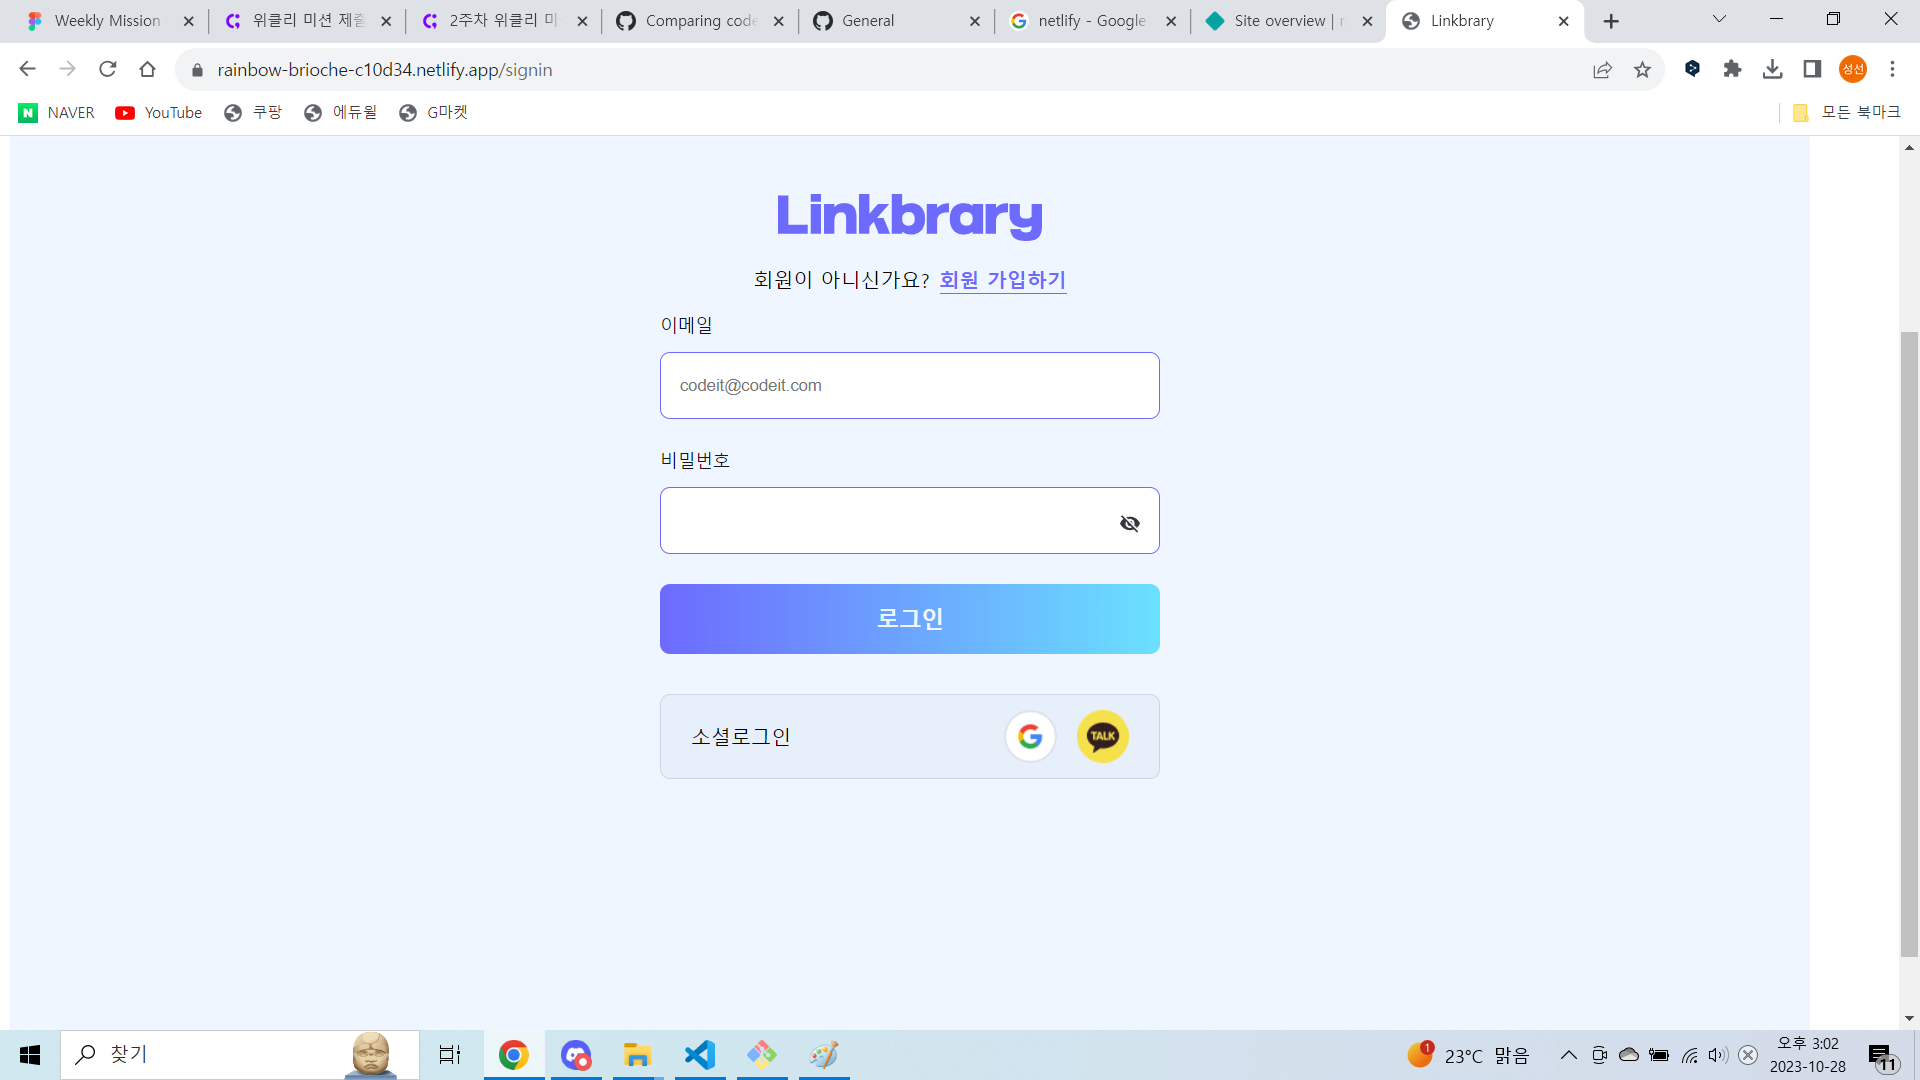 Weekly Mission
위클리 미션 제출
2주차 위클리 미
Comparing code
General
netlify - Google
Site overview |
Linkbrary
rainbow-brioche-c10d34.netlify.app/signin
성선
NAVER
YouTube
쿠팡
에듀윌
G마켓
모든 북마크
Linkbrary
회원이 아니신가요? 회원 가입하기
이메일
codeit@codeit.com
비밀번호
로그인
소셜로그인
TALK
찾기
1
23°C 맑음
오후 3:02
2023-10-28
11